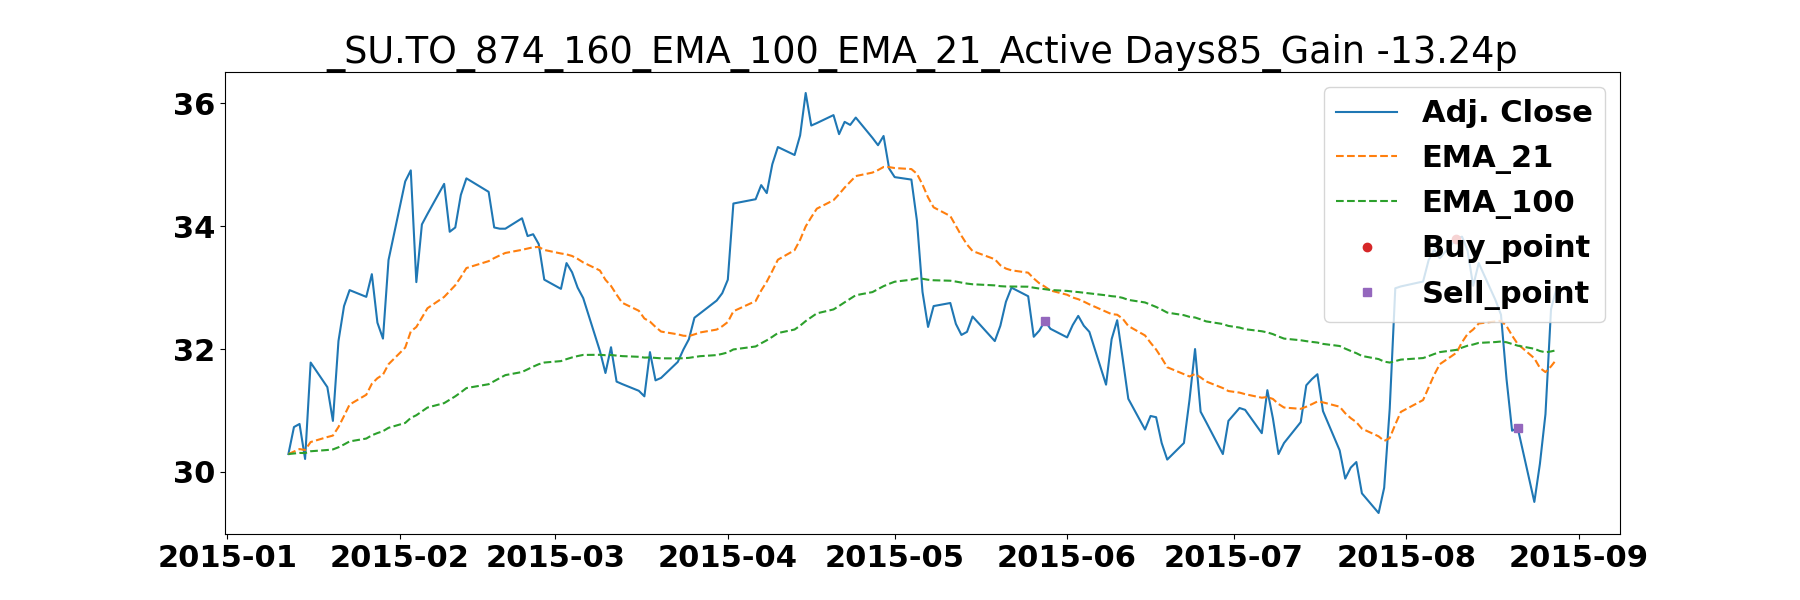 _SU.TO_874_160_EMA_100_EMA_21_Active Days85_Gain -13.24p
36
34
32
30
Adj. Close
EMA_21
EMA_100
Buy_point
Sell_point
2015-01 2015-02 2015-03 2015-04 2015-05 2015-06 2015-07 2015-08 2015-09